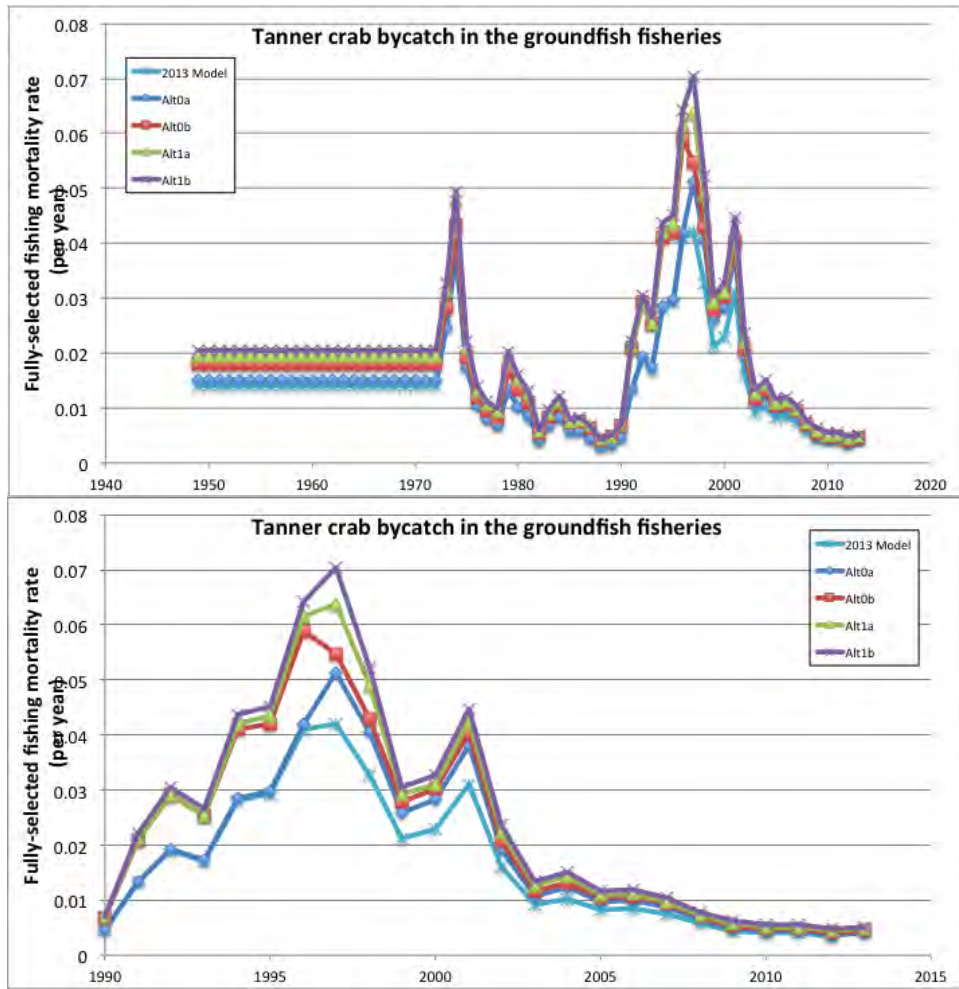 Tanner crab bycatch in the groundfish fisheries
Fully-selected fishing mortality rate
(per year)
0.08
0.07
0.06
0.05
0.04
0.03
0.02
0.01
0
2013 Model
Alt0a
Alt0b
Alt1a
Alt1b
1940 1950 1960 1970 1980 1990 2000 2010 2020
Tanner crab bycatch in the groundfish fisheries
Fully-selected fishing mortality rate
(per year)
0.08
0.07
0.06
0.05
0.04
0.03
0.02
0.01
0
2013 Model
Alt0a
Alt0b
Alt1a
Alt1b
1990 1995 2000 2005 2010 2015